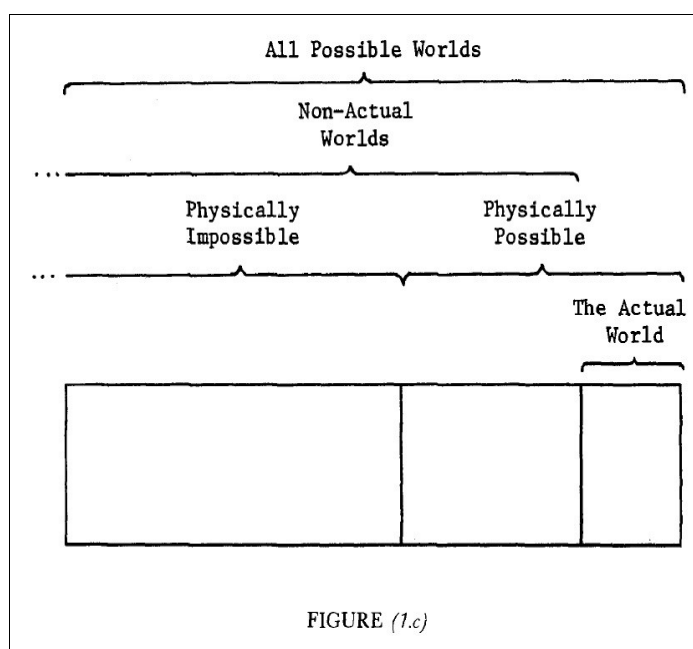 All Possible Worlds
Non-Actual
Worlds
...
Physically
Impossible
Physically
Possible
...
The Actual
World
FIGURE (1.c)